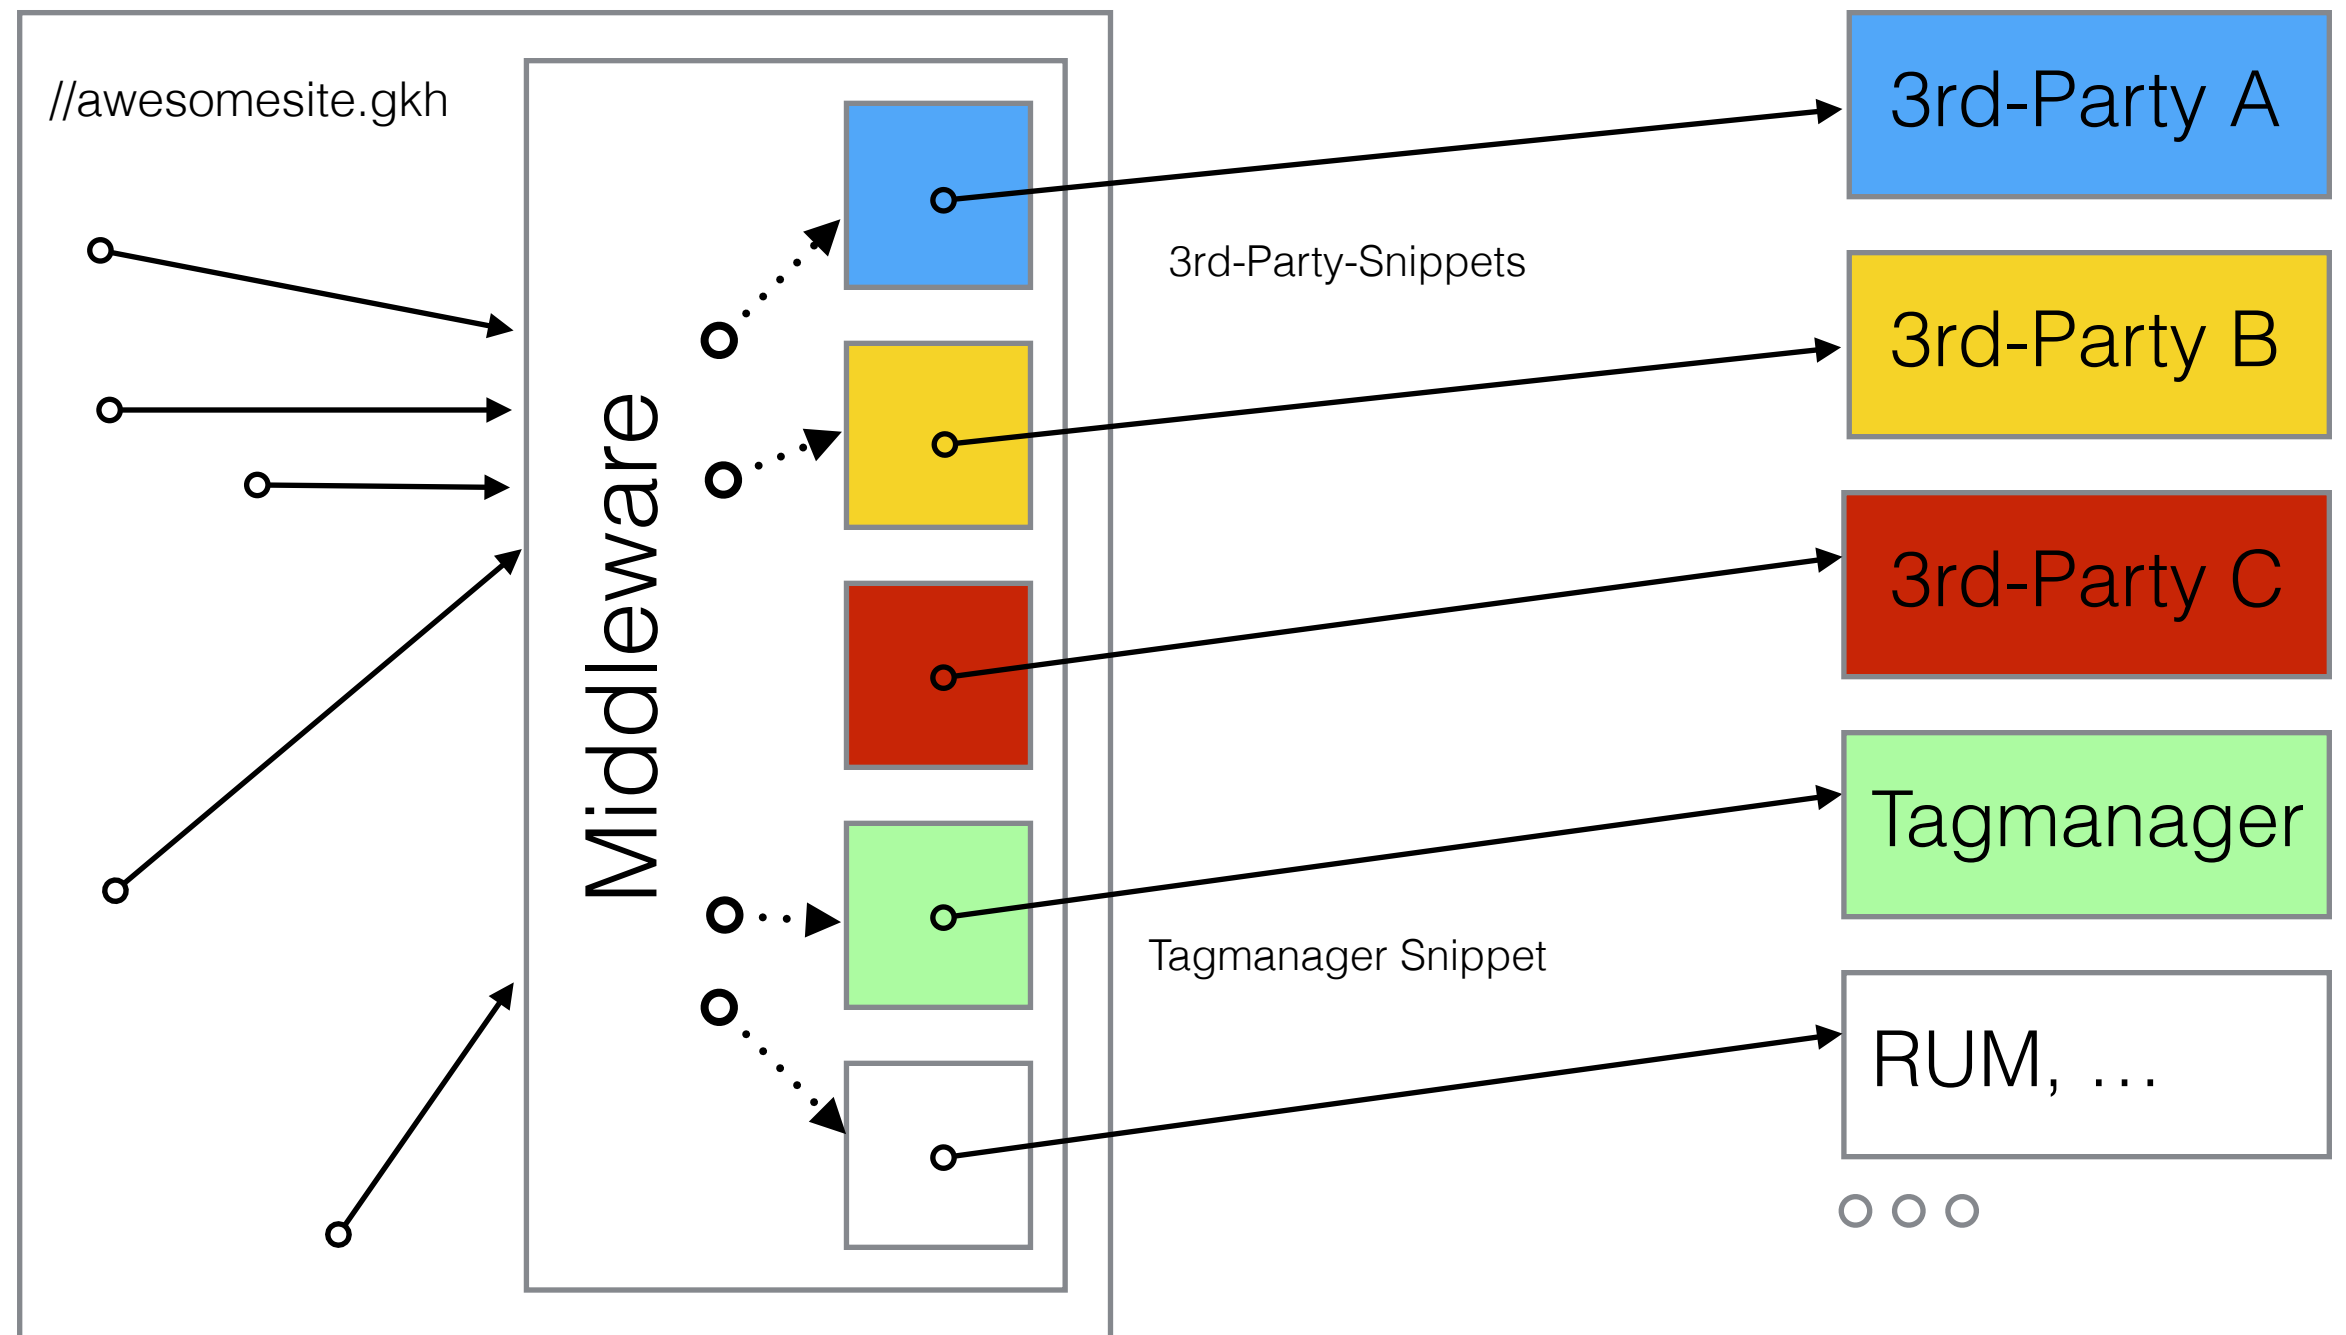 //awesomesite.gkh
Middleware
3rd-Party-Snippets
Tagmanager Snippet
3rd-Party A
3rd-Party B
3rd-Party C
Tagmanager
RUM, …